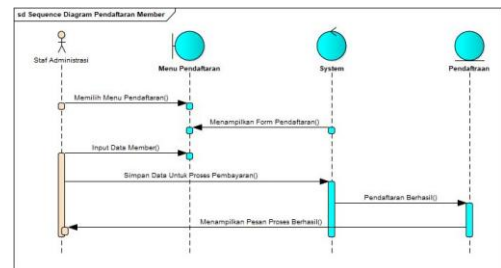 sd Sequence Diagram Pendaftaran Member
Staf Administrasi
Menu Pendaftaran
System
Pendaftraan
Memilih Menu Pendaftaran()
Menampilkan Form Pendaftaran()
Input Data Member()
Simpan Data Untuk Proses Pembayaran()
Pendaftaran Berhasil()
Menampilkan Pesan Proses Berhasil()